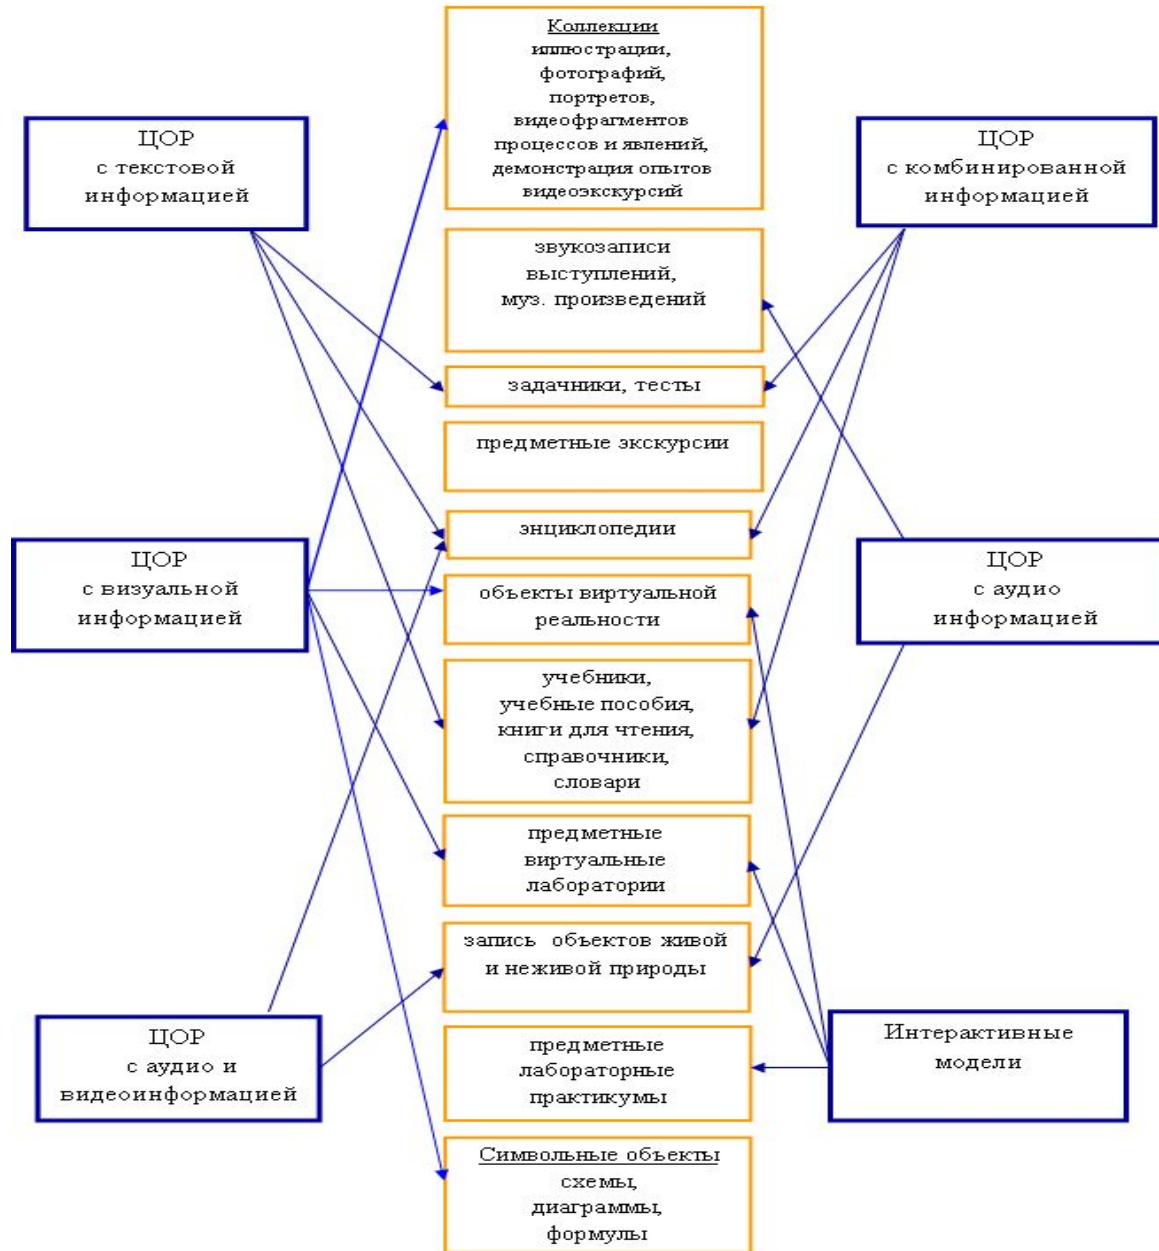 Коллекции
иллюстрации,
фотографий,
портретов,
видеофрагментов
процессов и явлений,
демонстрация опытов
видеоэкскурсий
ЦОР
с текстовой
информацией
ЦОР
с комбинированной
информацией
звукозаписи
выступлений,
муз. произведений
задачники, тесты
предметные экскурсии
энциклопедии
ЦОР
с визуальной
информацией
ЦОР
с аудио
информацией
объекты виртуальной
реальности
учебники,
учебные пособия,
книги для чтения,
справочники,
словари
предметные
виртуальные
лаборатории
запись объектов живой
и неживой природы
ЦОР
с аудио и
видеоинформацией
Интерактивные
модели
предметные
лабораторные
практикумы
Символьные объекты
схемы,
диаграммы,
формулы